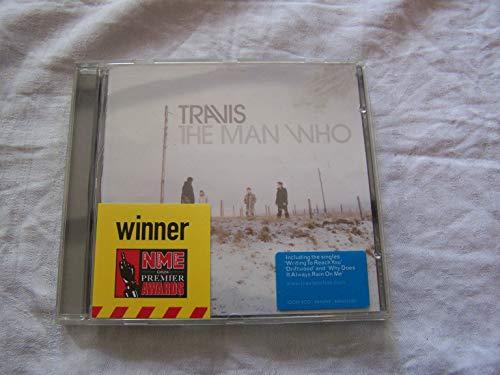 TRAVIS
THE MAN WHO
winner
NME
PREMIER
AWARDS
Including the singles
'Writing To Reach You'
'Driftwood' and 'Why Does
It Always Rain On Me'